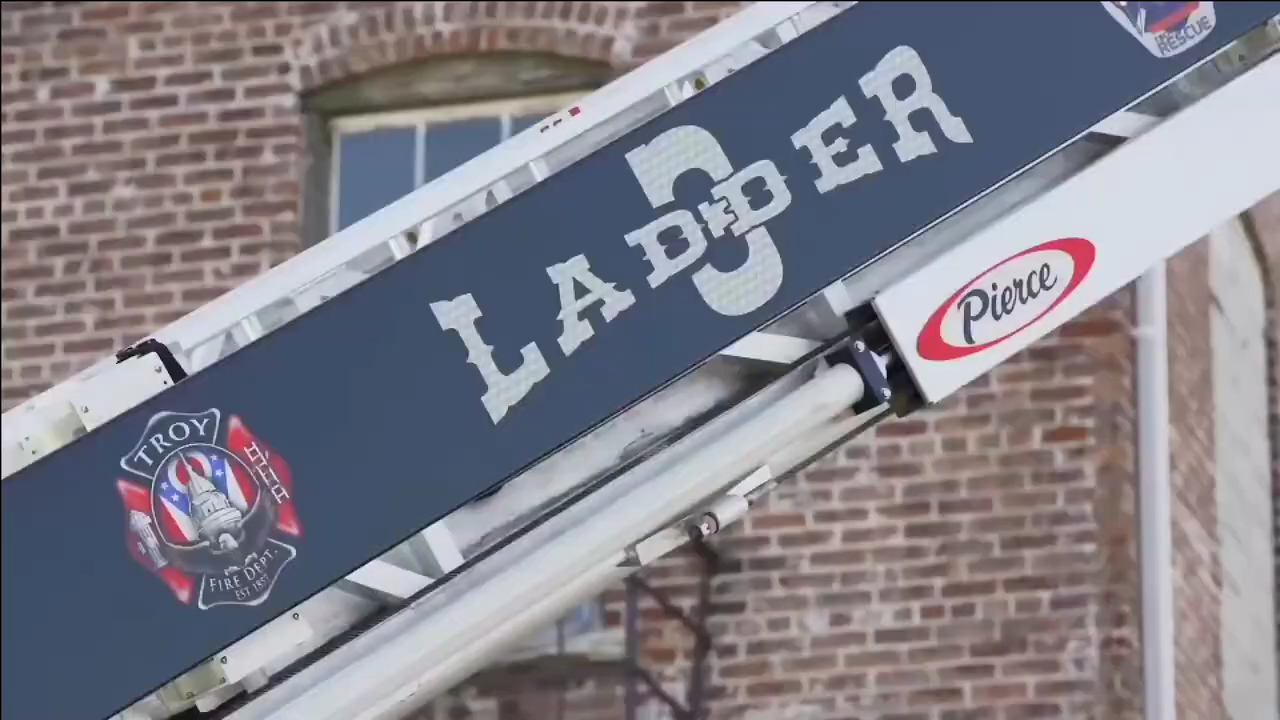 RESCUE
LADDER
3
Pierce
TROY
FIRE DEPT.
EST 1857